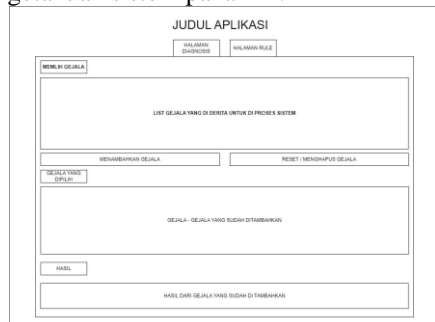 JUDUL APLIKASI
HALAMAN
DIAGNOSIS
HALAMAN RULE
MEMLIH GEJALA
LIST GEJALA YANG DI DERITA UNTUK DI PROSES SISTEM
MENAMBAHKAN GEJALA
RESET / MENGHAPUS GEJALA
GEJALA YANG
DIPILIH
GEJALA - GEJALA YANG SUDAH DITAMBAHKAN
HASIL
HASIL DARI GEJALA YANG SUDAH DI TAMBAHKAN